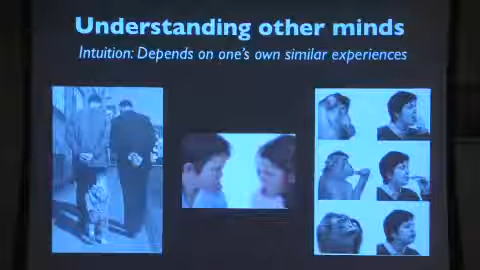 Understanding other minds
Intuition: Depends on one's own similar experiences